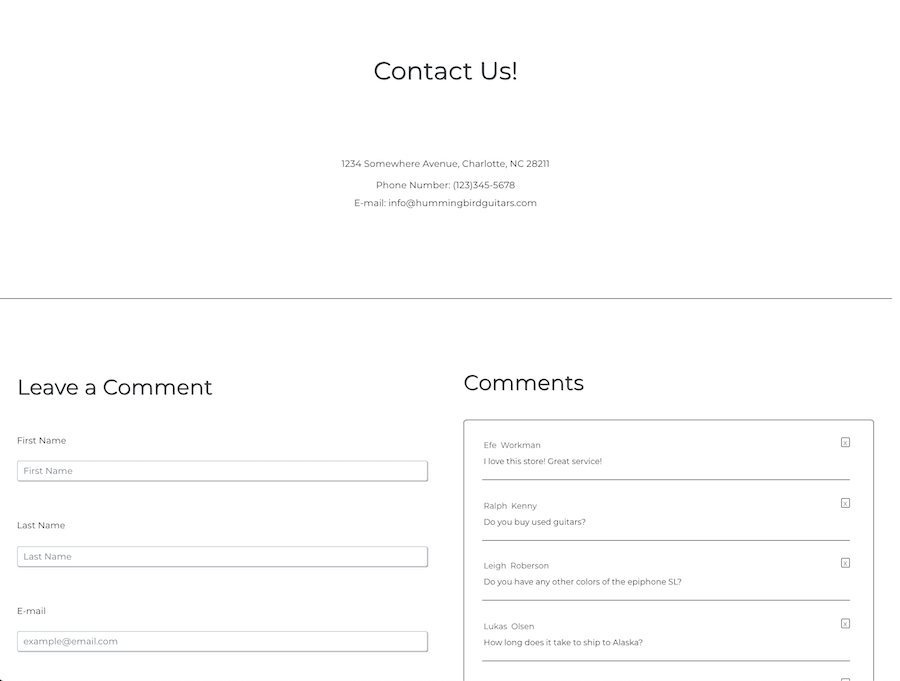 Contact Us!
1234 Somewhere Avenue, Charlotte, NC 28211
Phone Number: (123)345-5678
E-mail: info@hummingbirdguitars.com
Leave a Comment
First Name
First Name
Last Name
Last Name
E-mail
example@email.com
Comments
Efe Workman
x
I love this store! Great service!
Ralph Kenny
x
Do you buy used guitars?
Leigh Roberson
x
Do you have any other colors of the epiphone SL?
Lukas Olsen
x
How long does it take to ship to Alaska?